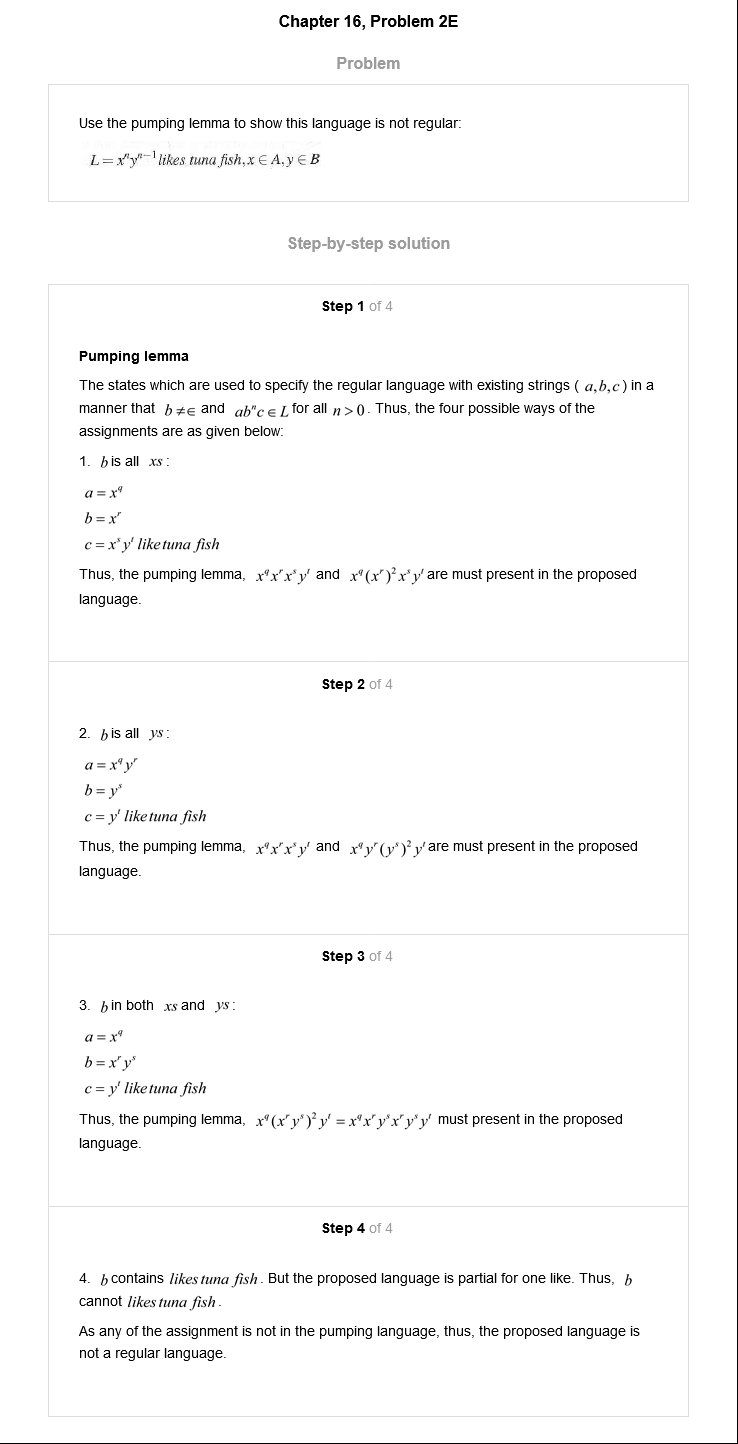 Chapter 16, Problem 2E
Problem
Use the pumping lemma to show this language is not regular:
L = xⁿyⁿ⁻¹ likes tuna fish, x ∈ A, y ∈ B
Step-by-step solution
Step 1 of 4
Pumping lemma
The states which are used to specify the regular language with existing strings ( a,b,c ) in a
manner that b ≠∈ and abⁿc ∈ L for all n > 0. Thus, the four possible ways of the
assignments are as given below:
1. b is all xs :
a = x^q
b = x^r
c = x^s y^t like tuna fish
Thus, the pumping lemma, x^q x^r x^s y^t and x^q (x^r)² x^s y^t are must present in the proposed
language.
Step 2 of 4
2. b is all ys :
a = x^q y^r
b = y^s
c = y^t like tuna fish
Thus, the pumping lemma, x^q x^r x^s y^t and x^q y^r (y^s)² y^t are must present in the proposed
language.
Step 3 of 4
3. b in both xs and ys :
a = x^q
b = x^r y^s
c = y^t like tuna fish
Thus, the pumping lemma, x^q (x^r y^s)² y^t = x^q x^r y^s x^r y^s y^t must present in the proposed
language.
Step 4 of 4
4. b contains likes tuna fish. But the proposed language is partial for one like. Thus, b
cannot likes tuna fish.
As any of the assignment is not in the pumping language, thus, the proposed language is
not a regular language.